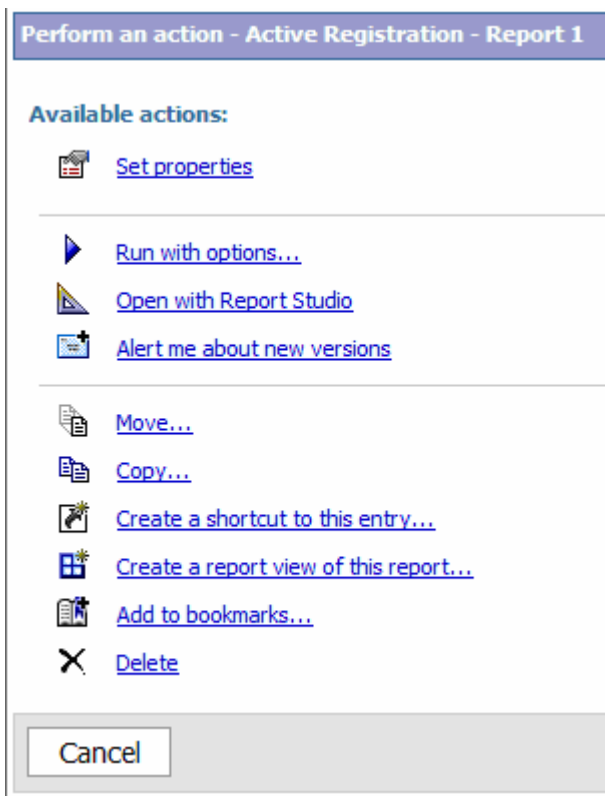 Perform an action - Active Registration - Report 1
Available actions:
Set properties
Run with options...
Open with Report Studio
Alert me about new versions
Move...
Copy...
Create a shortcut to this entry...
Create a report view of this report...
Add to bookmarks...
Delete
Cancel